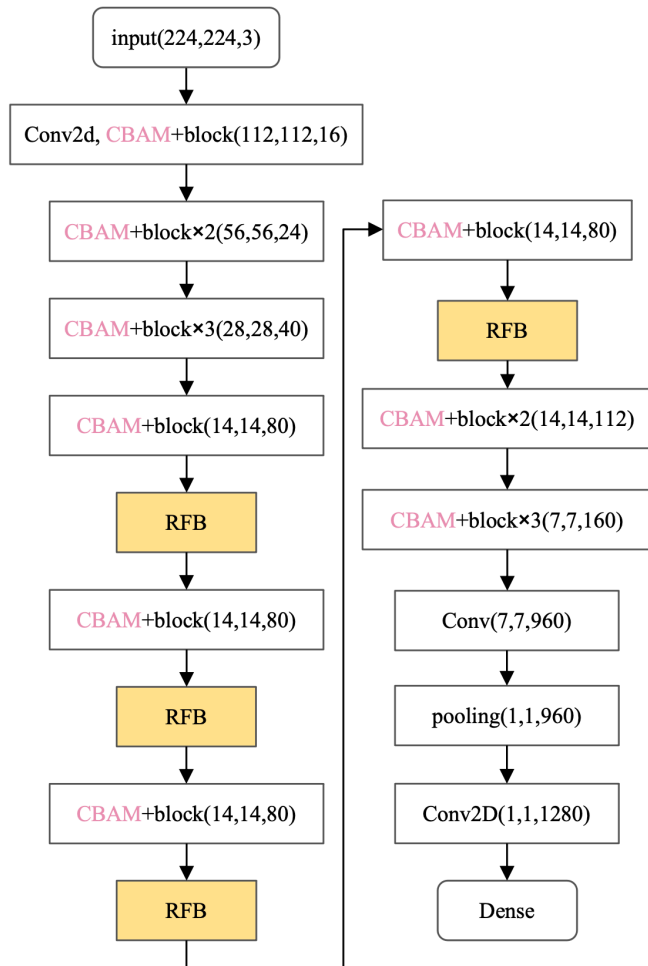 input(224,224,3)
Conv2d, CBAM+block(112,112,16)
CBAM+block×2(56,56,24)
CBAM+block×3(28,28,40)
CBAM+block(14,14,80)
RFB
CBAM+block(14,14,80)
RFB
CBAM+block(14,14,80)
RFB
CBAM+block(14,14,80)
RFB
CBAM+block×2(14,14,112)
CBAM+block×3(7,7,160)
Conv(7,7,960)
pooling(1,1,960)
Conv2D(1,1,1280)
Dense